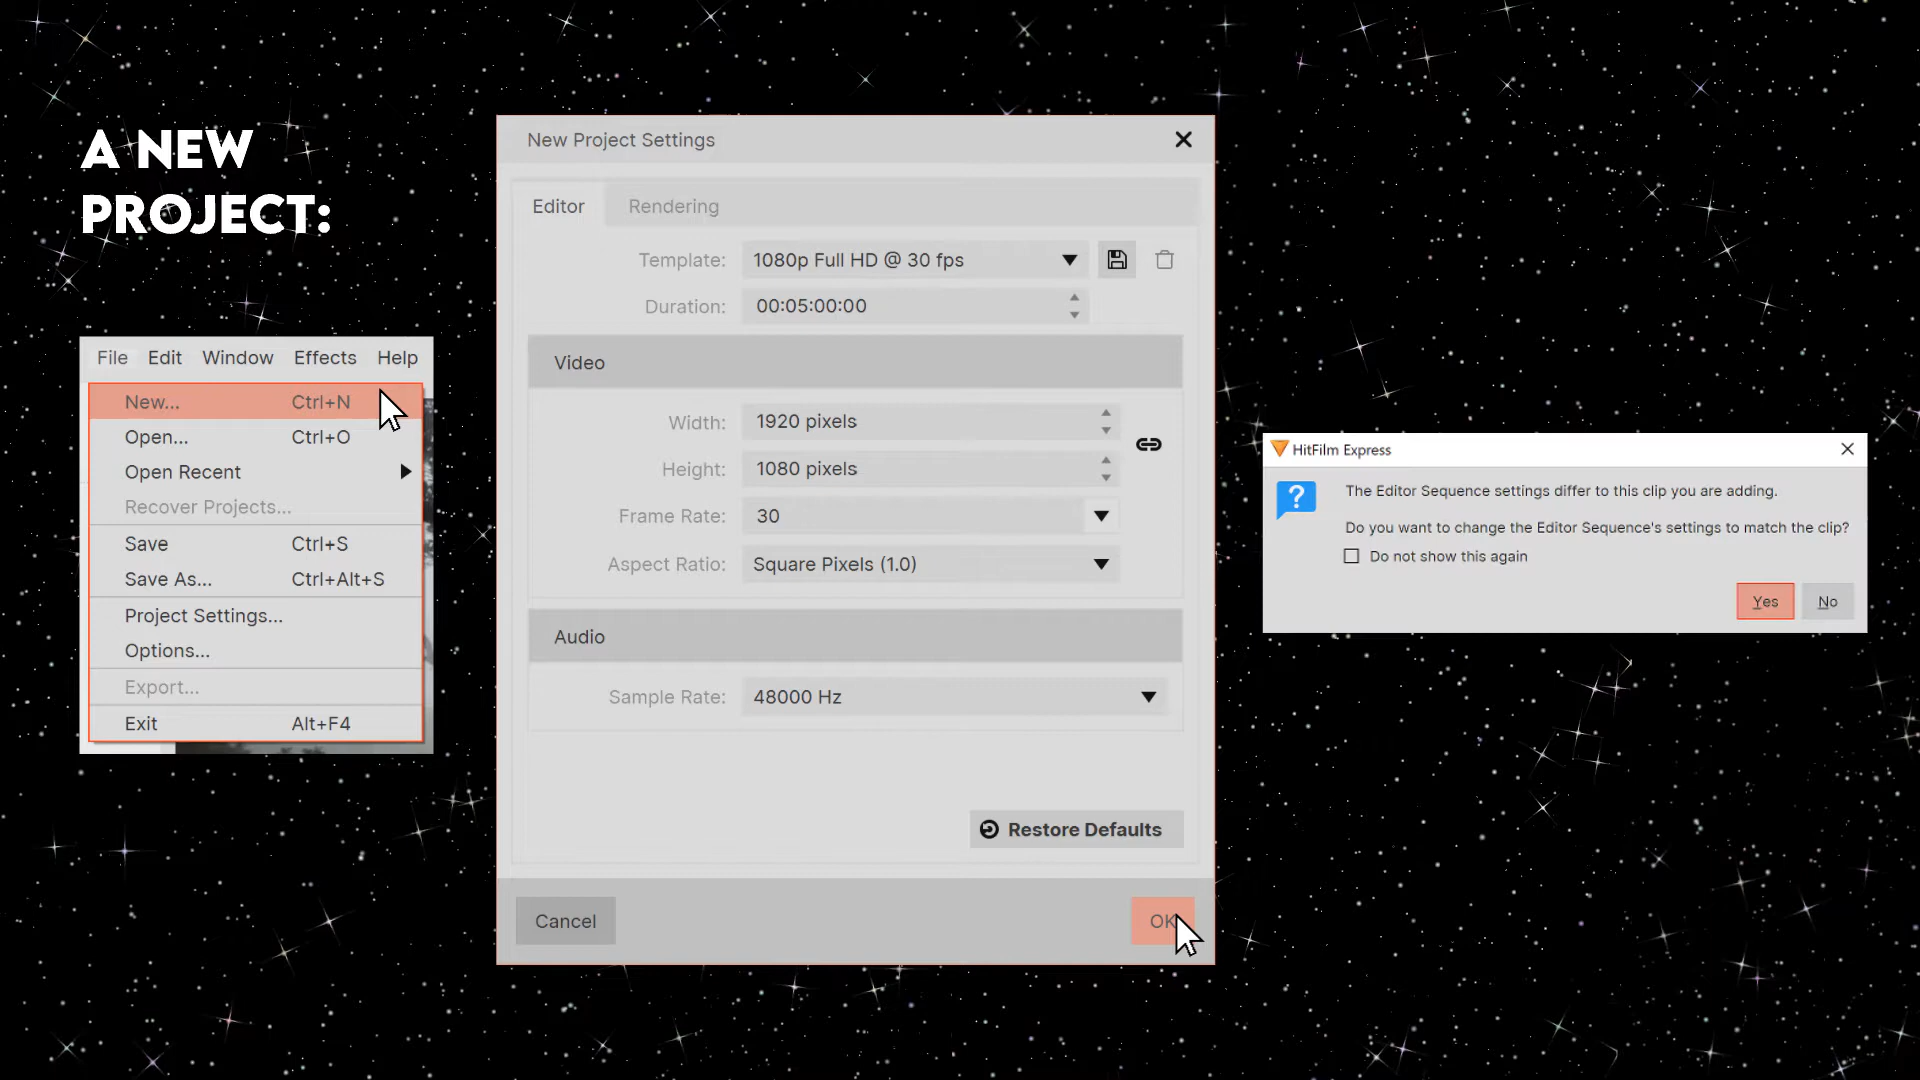 A NEW
PROJECT:
File Edit Window Effects Help
New... Ctrl+N
Open... Ctrl+O
Open Recent
Recover Projects...
Save Ctrl+S
Save As... Ctrl+Alt+S
Project Settings...
Options...
Export...
Exit Alt+F4
New Project Settings
Editor Rendering
Template: 1080p Full HD @ 30 fps
Duration: 00:05:00:00
Video
Width: 1920 pixels
Height: 1080 pixels
Frame Rate: 30
Aspect Ratio: Square Pixels (1.0)
Audio
Sample Rate: 48000 Hz
Restore Defaults
Cancel OK
HitFilm Express
The Editor Sequence settings differ to this clip you are adding.
Do you want to change the Editor Sequence's settings to match the clip?
Do not show this again
Yes No